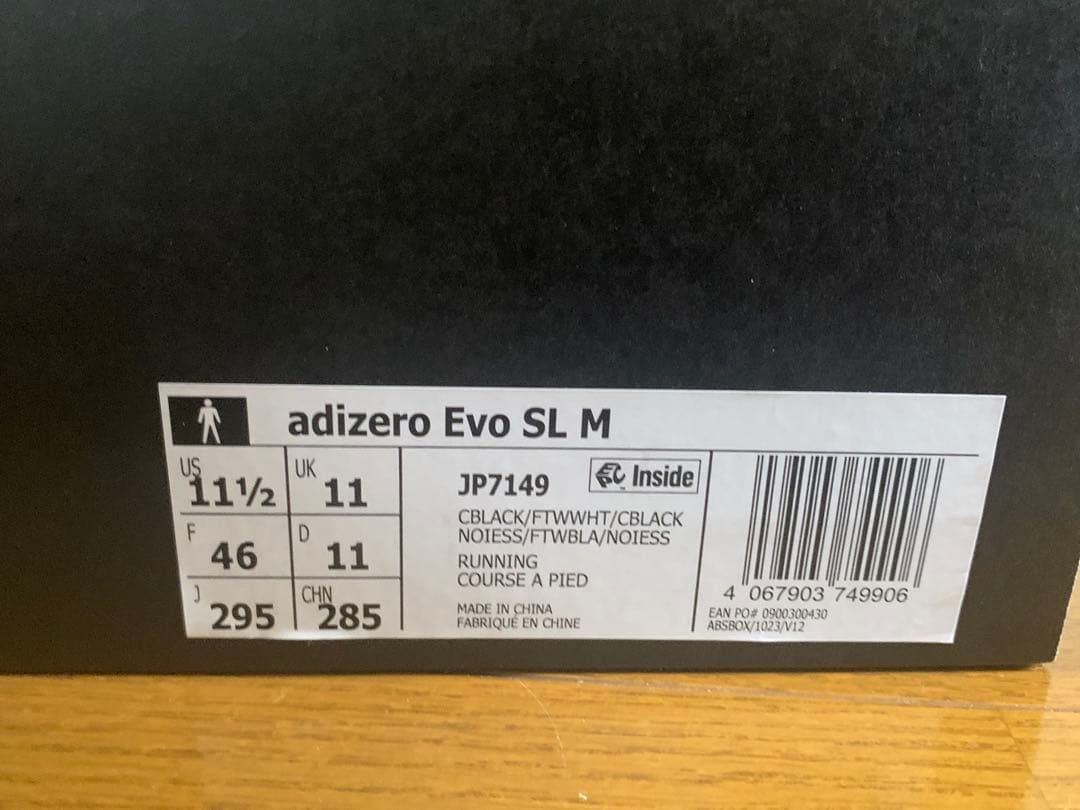 adizero Evo SL M
US 11½ UK 11
F 46 D 11
J 295 CHN 285
JP7149 Inside
CBLACK/FTWWHT/CBLACK
NOIESS/FTWBLA/NOIESS
RUNNING
COURSE A PIED
MADE IN CHINA
FABRIQUÉ EN CHINE
4 067903 749906
EAN PO# 0900300430
ABSBOX/1023/V12